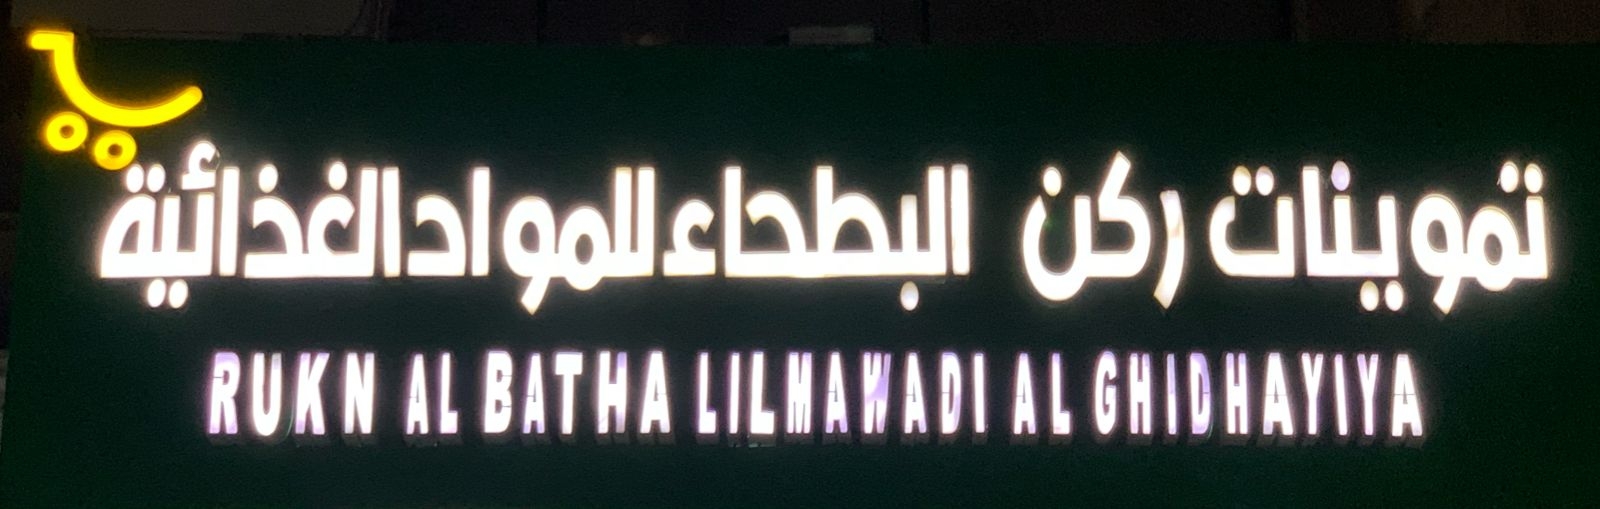 تموينات ركن البطحاء للمواد الغذائية
RUKN AL BATHA LILMAWADI AL GHIDHAYIYA